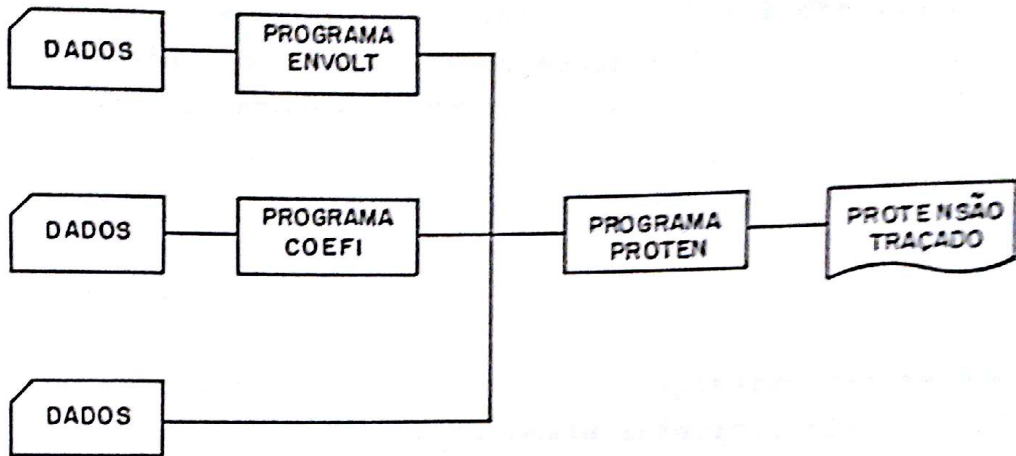 DADOS
PROGRAMA
ENVOLT
DADOS
PROGRAMA
COEFI
PROGRAMA
PROTEN
PROTENSÃO
TRAÇADO
DADOS